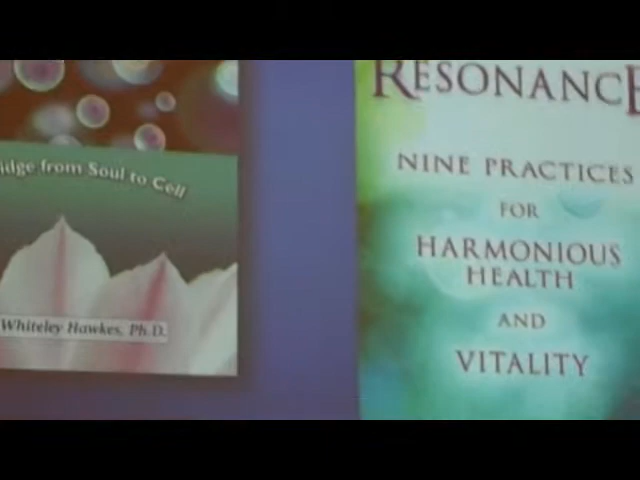 idge from Soul to Cell
Whiteley Hawkes, Ph.D.
RESONANCE
NINE PRACTICES
FOR
HARMONIOUS
HEALTH
AND
VITALITY